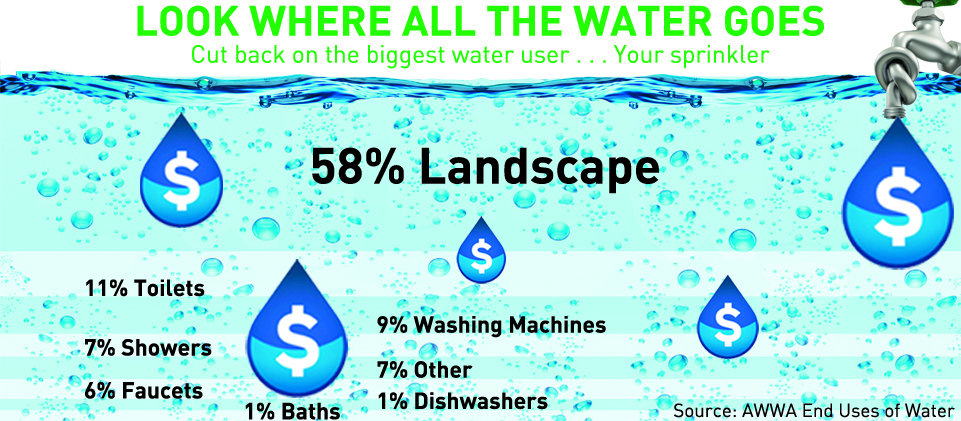 LOOK WHERE ALL THE WATER GOES
Cut back on the biggest water user . . . Your sprinkler
$
58% Landscape
$
$
11% Toilets
$
$
9% Washing Machines
7% Showers
7% Other
6% Faucets
1% Dishwashers
1% Baths
Source: AWWA End Uses of Water